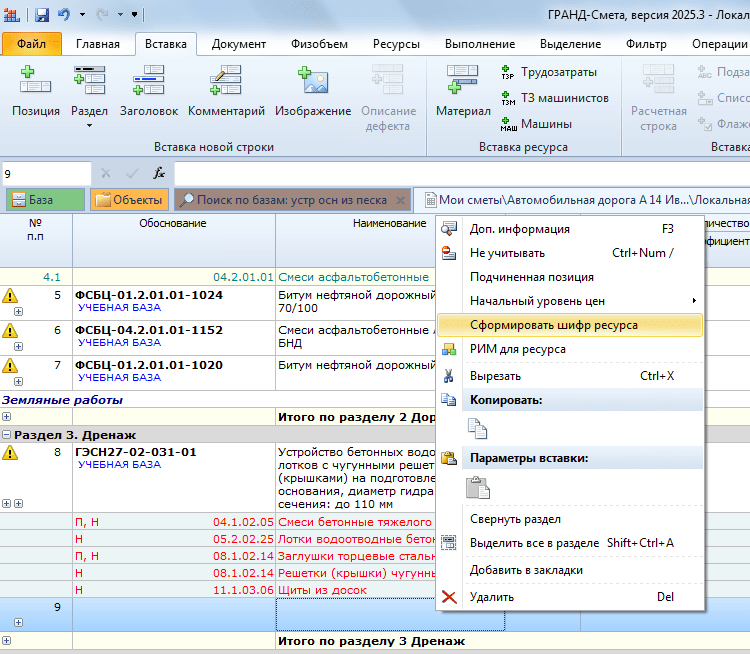 ГРАНД-Смета, версия 2025.3 - Локал
Файл Главная Вставка Документ Физобъем Ресурсы Выполнение Выделение Фильтр Операции
Позиция Раздел Заголовок Комментарий Изображение Описание дефекта
Вставка новой строки
Материал
ТЗР Трудозатраты
ТЗМ ТЗ машинистов
МАШ Машины
Вставка ресурса
Расчетная строка
ABC Подза
Списо
Флаж
Вставк
9 fx
База Объекты Поиск по базам: устр осн из песка Мои сметы\Автомобильная дорога А 14 Ив...\Локальная
№ п.п Обоснование Наименование личество
фициент
4.1 04.2.01.01 Смеси асфальтобетонные
5 ФСБЦ-01.2.01.01-1024 Битум нефтяной дорожный
УЧЕБНАЯ БАЗА 70/100
6 ФСБЦ-04.2.01.01-1152 Смеси асфальтобетонные
УЧЕБНАЯ БАЗА БНД
7 ФСБЦ-01.2.01.01-1020 Битум нефтяной дорожный
УЧЕБНАЯ БАЗА
Земляные работы
Итого по разделу 2 Дор
Раздел 3. Дренаж
8 ГЭСН27-02-031-01 Устройство бетонных водо
УЧЕБНАЯ БАЗА лотков с чугунными решет
(крышками) на подготовле
основания, диаметр гидра
сечения: до 110 мм
П, Н 04.1.02.05 Смеси бетонные тяжелого
Н 05.2.02.25 Лотки водоотводные бетон
П, Н 08.1.02.14 Заглушки торцевые стальн
Н 08.1.02.14 Решетки (крышки) чугунны
Н 11.1.03.06 Щиты из досок
9
Итого по разделу 3 Дренаж
Доп. информация F3
Не учитывать Ctrl+Num /
Подчиненная позиция
Начальный уровень цен
Сформировать шифр ресурса
РИМ для ресурса
Вырезать Ctrl+X
Копировать:
Параметры вставки:
Свернуть раздел
Выделить все в разделе Shift+Ctrl+A
Добавить в закладки
Удалить Del